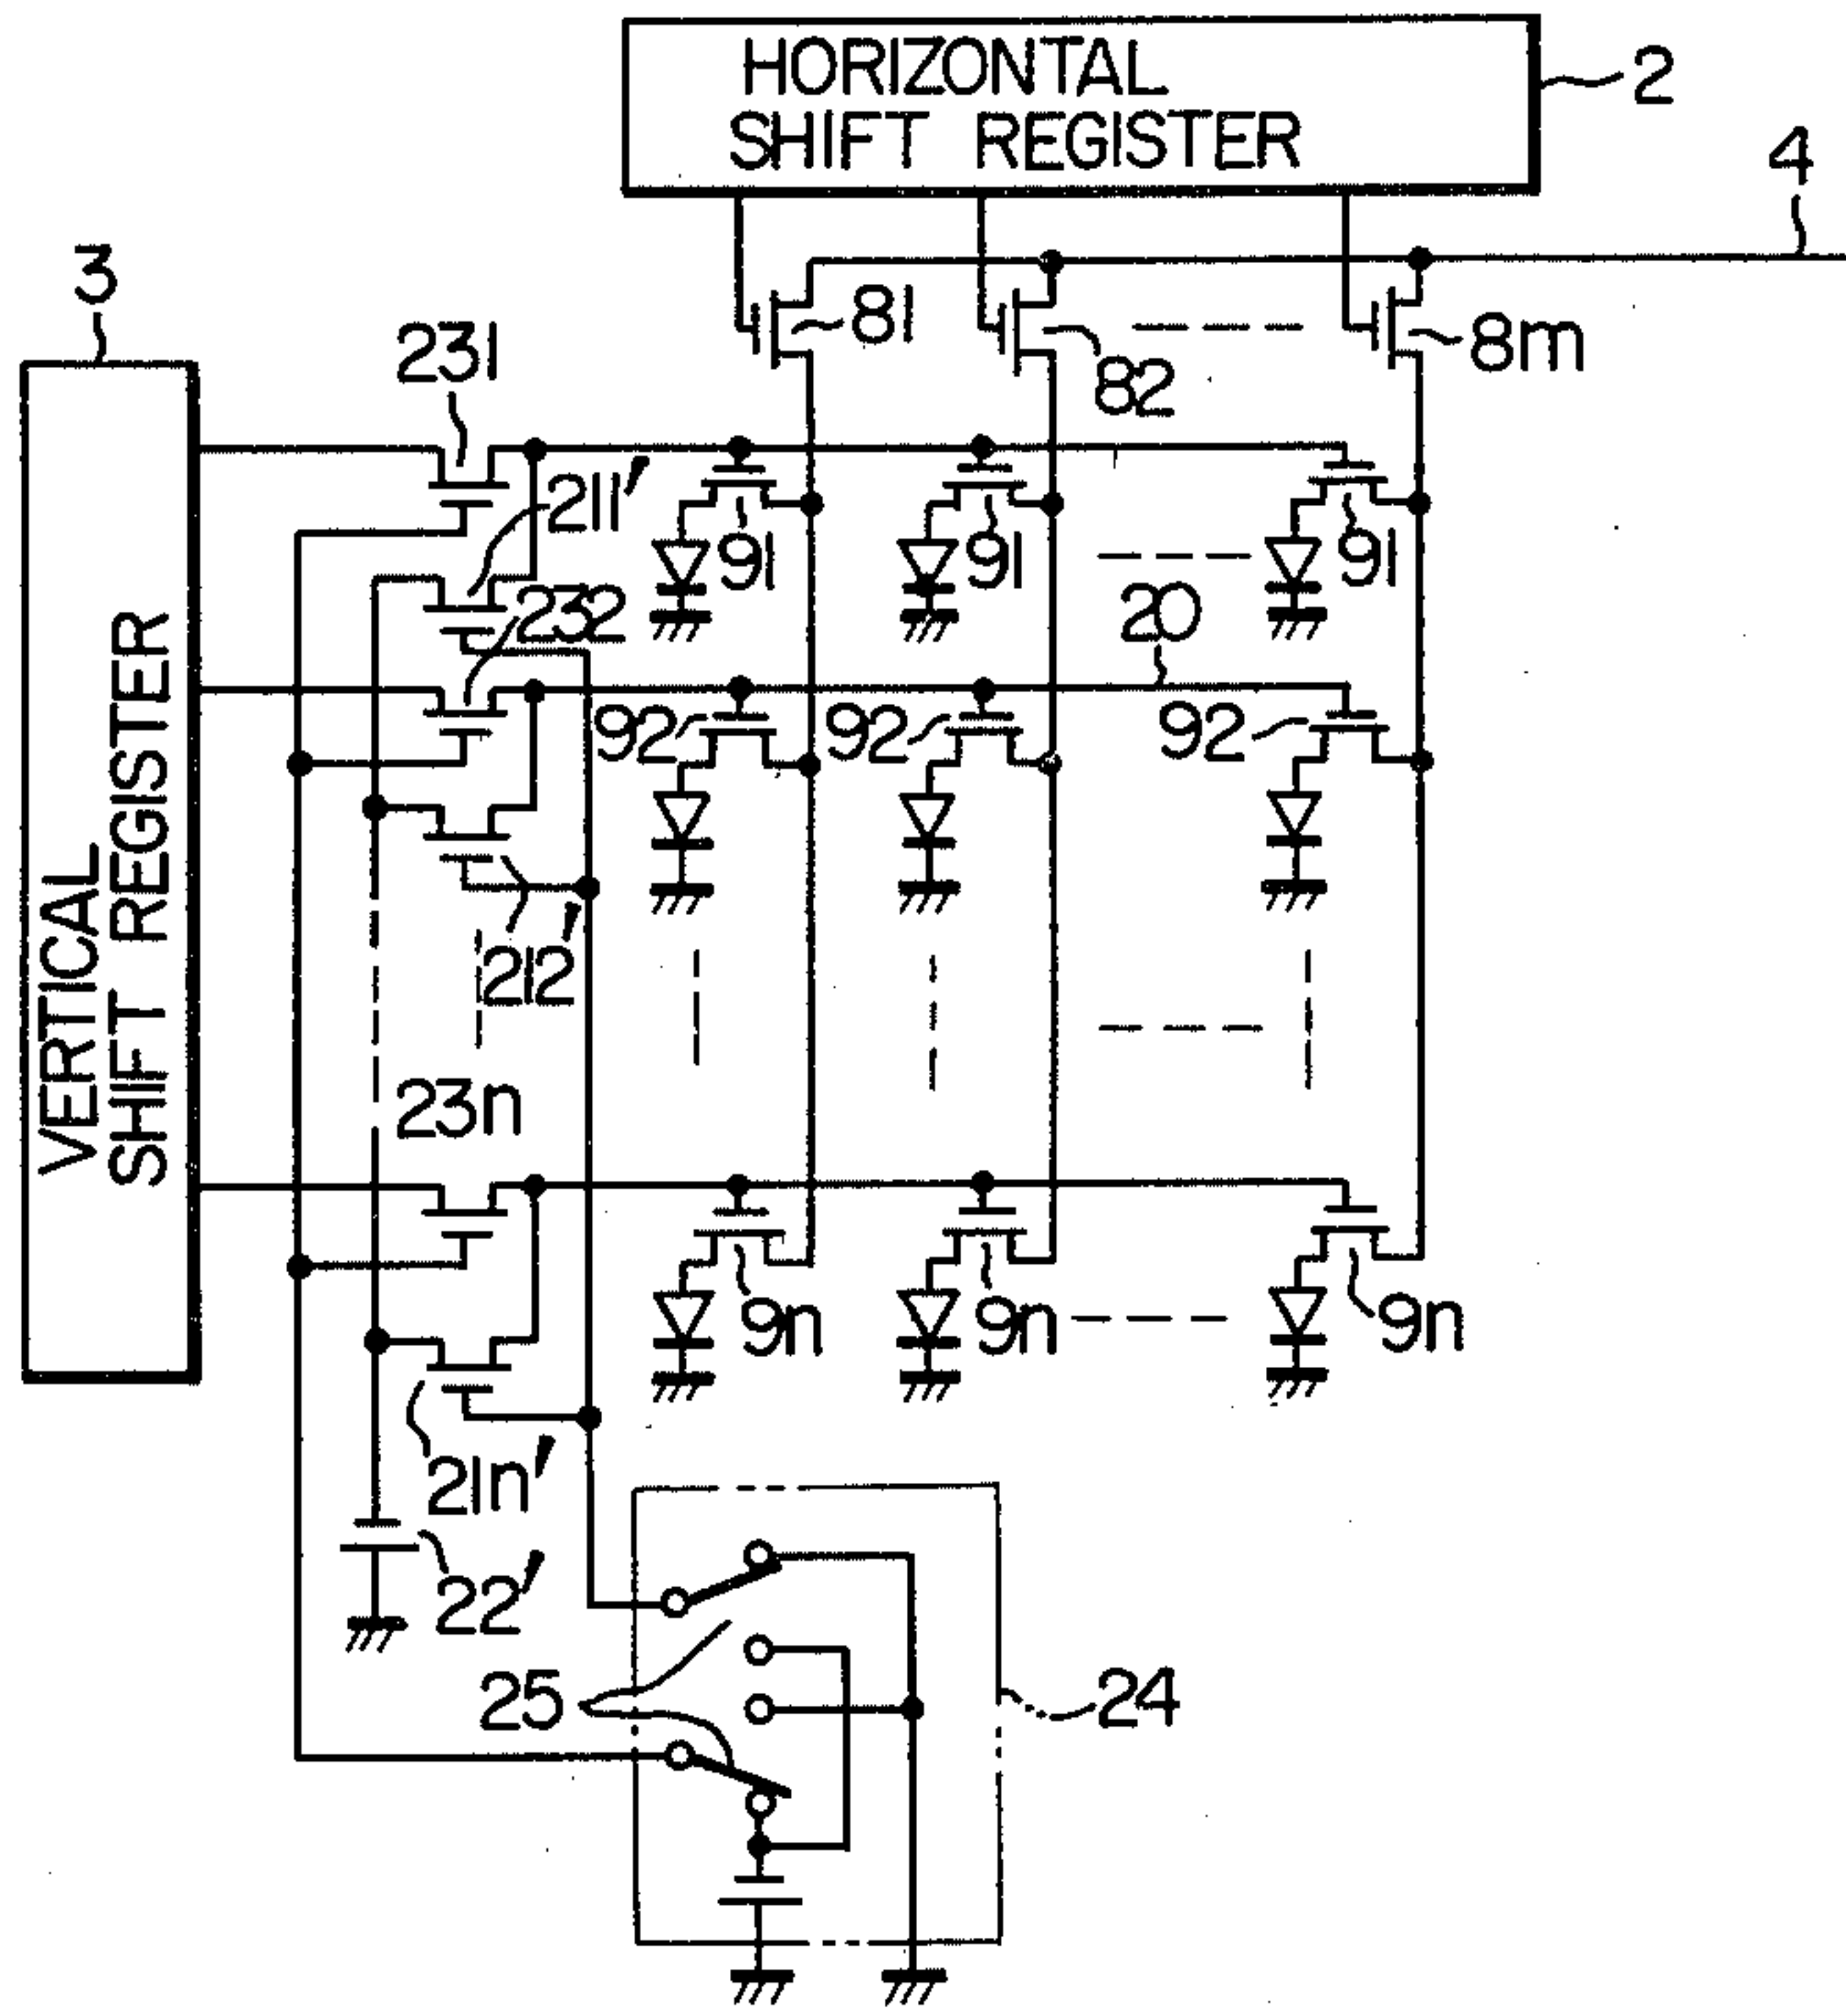 HORIZONTAL
SHIFT REGISTER
2
4
3
231
81
82
8m
211'
91
91
91
232
20
92
92
92
VERTICAL
SHIFT REGISTER
212'
23n
9n
9n
9n
21n'
22'
25
24